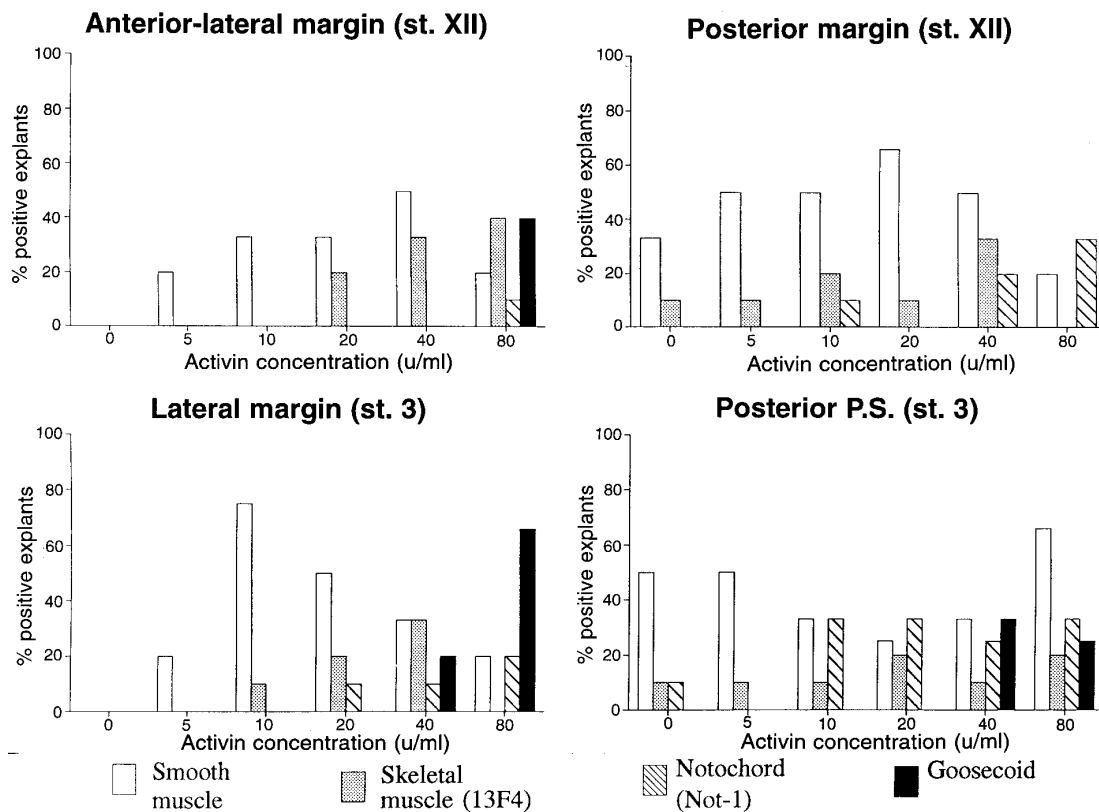 Anterior-lateral margin (st. XII)
% positive explants
100
80
60
40
20
0
0 5 10 20 40 80
Activin concentration (u/ml)
Posterior margin (st. XII)
% positive explants
100
80
60
40
20
0
0 5 10 20 40 80
Activin concentration (u/ml)
Lateral margin (st. 3)
% positive explants
100
80
60
40
20
0
0 5 10 20 40 80
Activin concentration (u/ml)
Posterior P.S. (st. 3)
% positive explants
100
80
60
40
20
0
0 5 10 20 40 80
Activin concentration (u/ml)
Smooth
muscle
Skeletal
muscle (13F4)
Notochord
(Not-1)
Goosecoid